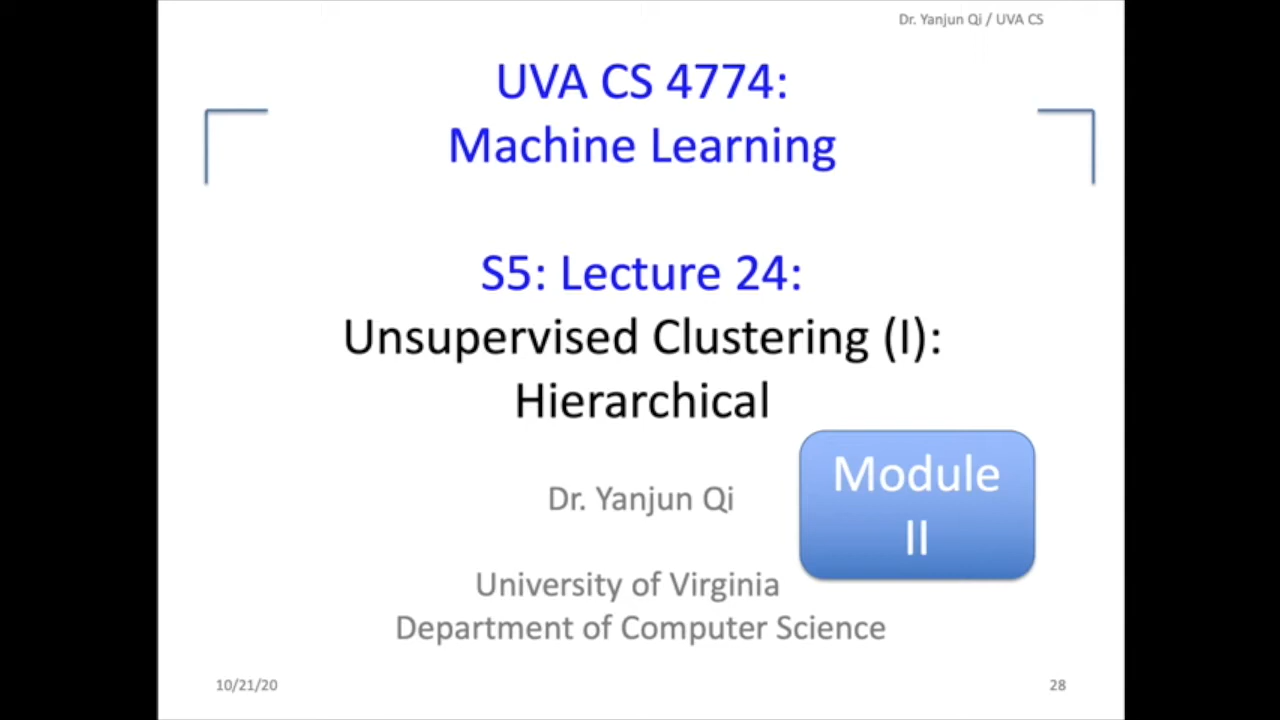 Dr. Yanjun Qi / UVA CS
UVA CS 4774:
Machine Learning
S5: Lecture 24:
Unsupervised Clustering (I):
Hierarchical
Module
II
Dr. Yanjun Qi
University of Virginia
Department of Computer Science
10/21/20
28